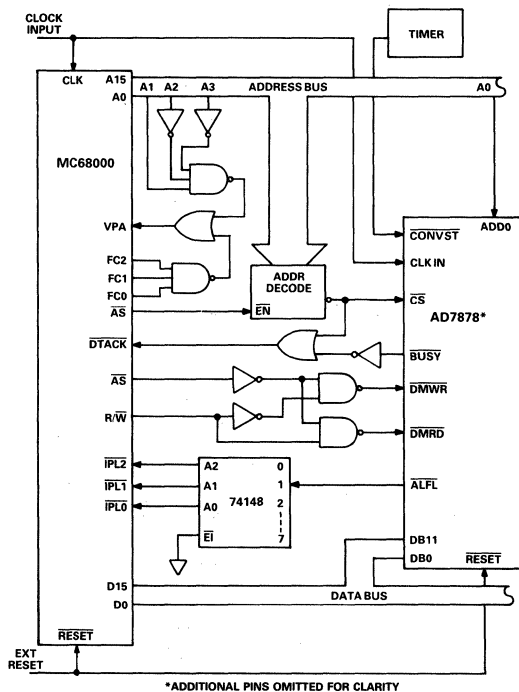 CLOCK
INPUT
TIMER
CLK
A15
A0
A1
A2
A3
ADDRESS BUS
A0
MC68000
ADD0
VPA
CONVST
CLK IN
FC2
FC1
FC0
ADDR
DECODE
EN
AS
CS
AD7878*
DTACK
BUSY
AS
DMWR
R/W
DMRD
IPL2
IPL1
IPL0
A2
A1
A0
74148
0
1
2
7
EI
ALFL
DB11
DB0
RESET
D15
D0
DATA BUS
RESET
EXT
RESET
*ADDITIONAL PINS OMITTED FOR CLARITY